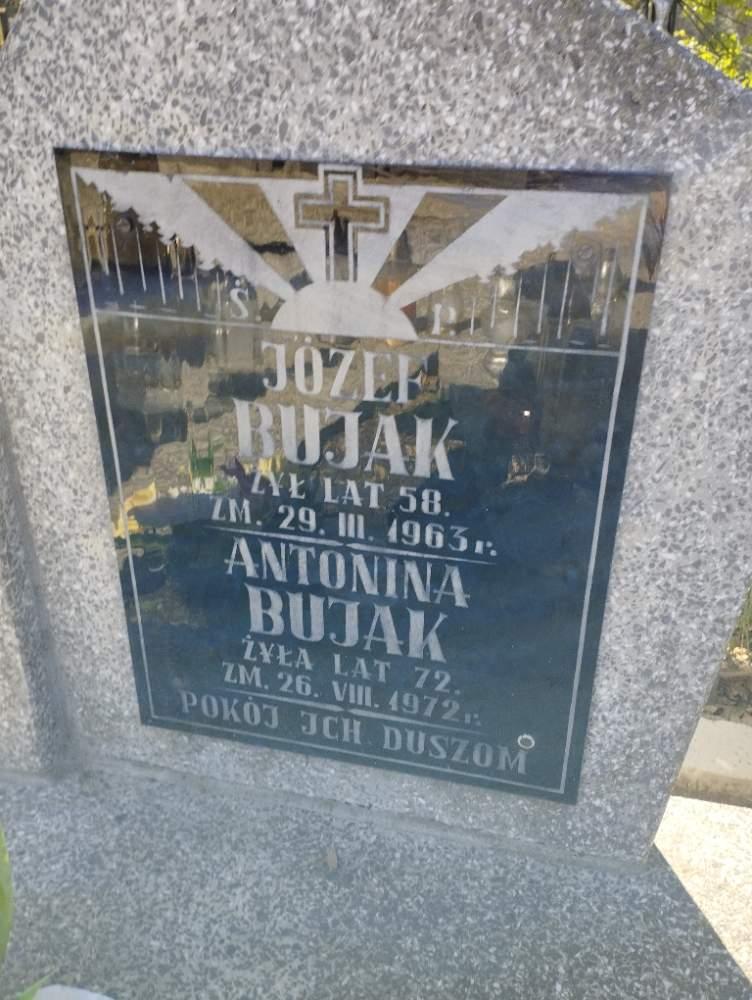 Ś P
JÓZEF
BUJAK
ŻYŁ LAT 58.
ZM. 29. III. 1963 r.
ANTONINA
BUJAK
ŻYŁA LAT 72.
ZM. 26. VIII. 1972 r.
POKÓJ JCH DUSZOM